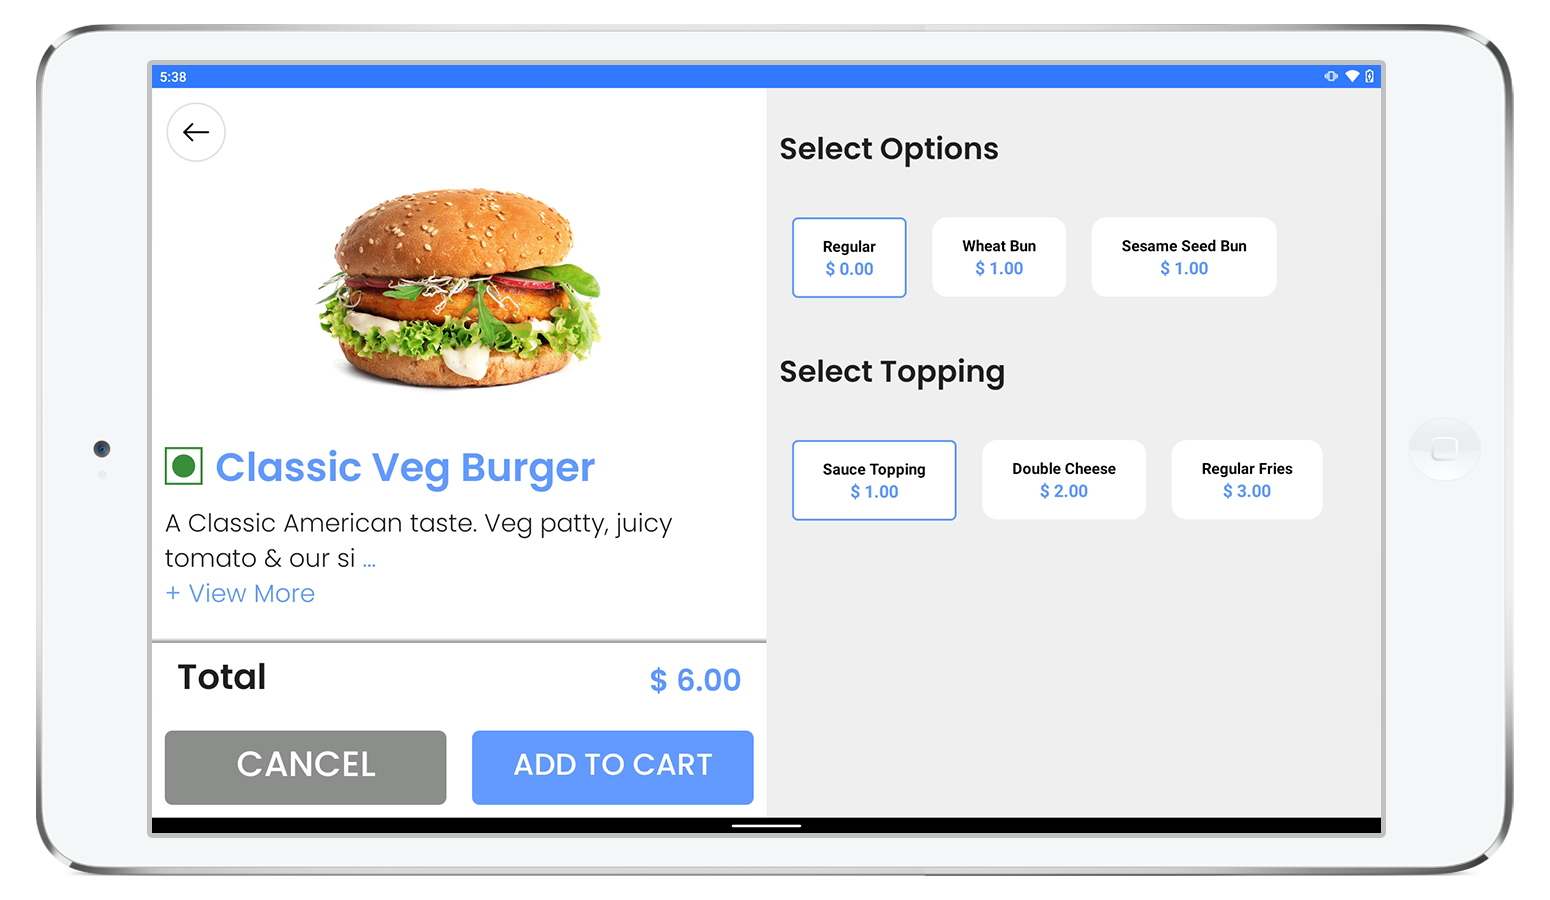 5:38
Classic Veg Burger
A Classic American taste. Veg patty, juicy
tomato & our si ...
+ View More
Total
$ 6.00
CANCEL
ADD TO CART
Select Options
Regular
$ 0.00
Wheat Bun
$ 1.00
Sesame Seed Bun
$ 1.00
Select Topping
Sauce Topping
$ 1.00
Double Cheese
$ 2.00
Regular Fries
$ 3.00